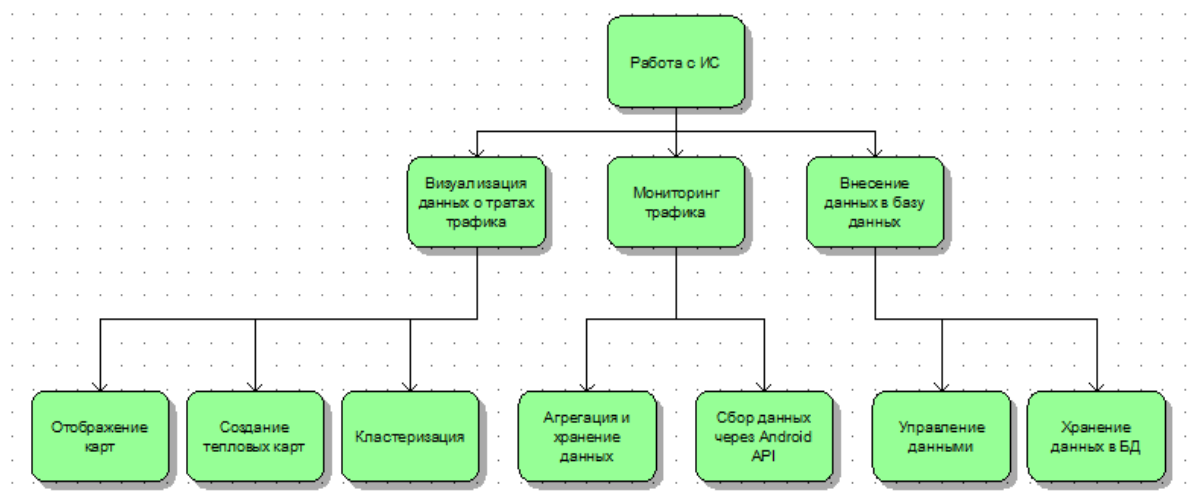 Работа с ИС
Визуализация
данных о тратах
трафика
Мониторинг
трафика
Внесение
данных в базу
данных
Отображение
карт
Создание
тепловых карт
Кластеризация
Агрегация и
хранение
данных
Сбор данных
через Android
API
Управление
данными
Хранение
данных в БД